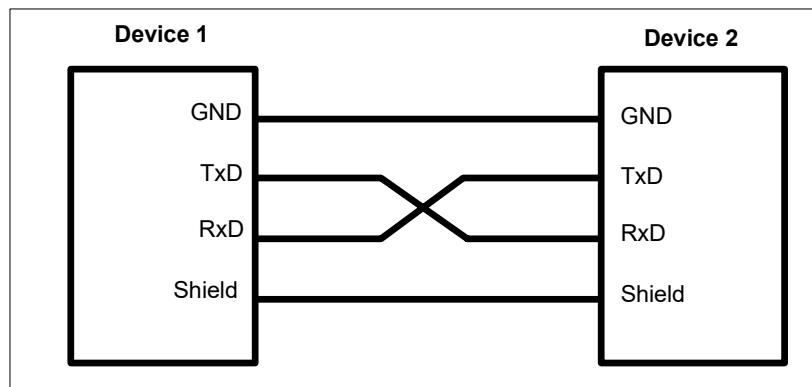 Device 1
Device 2
GND
GND
TxD
TxD
RxD
RxD
Shield
Shield